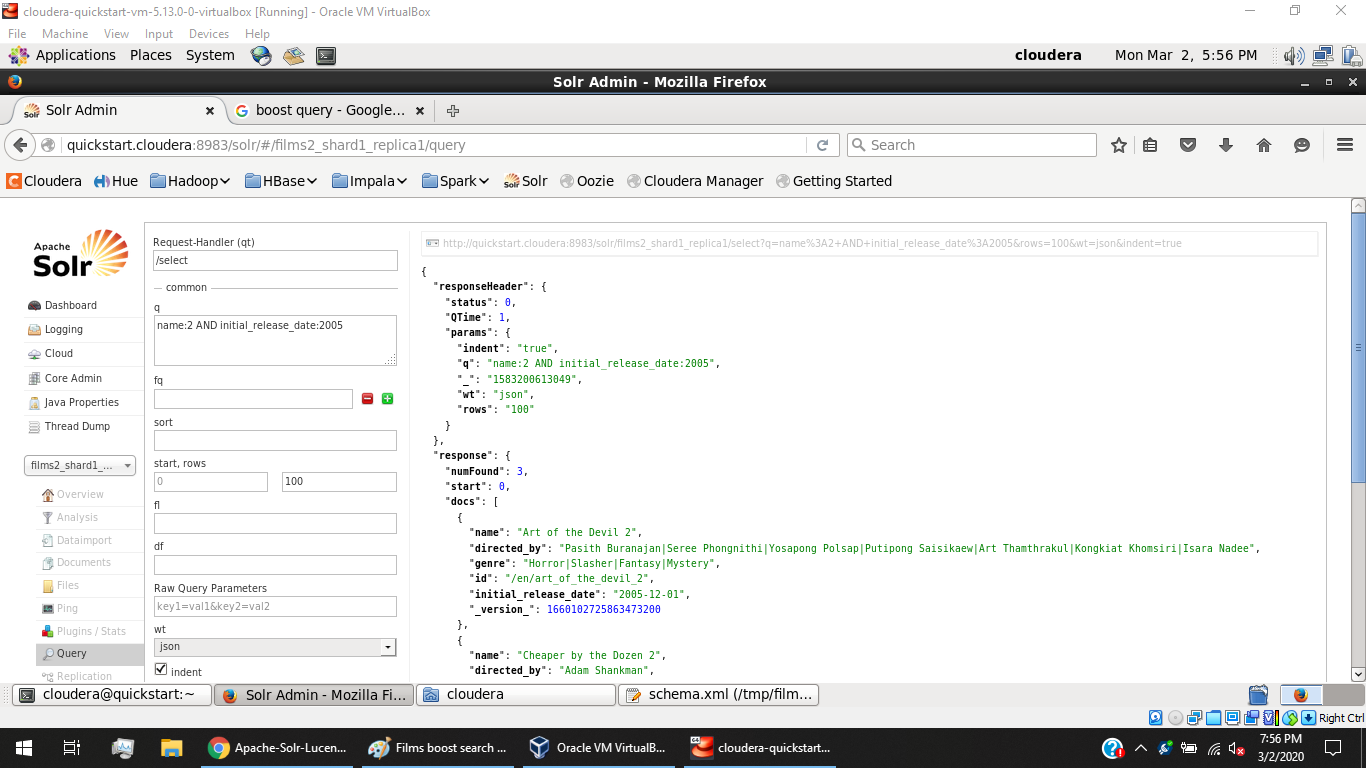 cloudera-quickstart-vm-5.13.0-0-virtualbox [Running] - Oracle VM VirtualBox
File Machine View Input Devices Help
Applications Places System cloudera Mon Mar 2, 5:56 PM
Solr Admin - Mozilla Firefox
Solr Admin boost query - Google...
quickstart.cloudera:8983/solr/#/films2_shard1_replica1/query Search
Cloudera Hue Hadoop HBase Impala Spark Solr Oozie Cloudera Manager Getting Started
Apache
Solr
Dashboard
Logging
Cloud
Core Admin
Java Properties
Thread Dump
films2_shard1_...
Overview
Analysis
Dataimport
Documents
Files
Ping
Plugins / Stats
Query
Replication
Request-Handler (qt)
/select
common
q
name:2 AND initial_release_date:2005
fq
sort
start, rows
0 100
fl
df
Raw Query Parameters
key1=val1&key2=val2
wt
json
indent
http://quickstart.cloudera:8983/solr/films2_shard1_replica1/select?q=name%3A2+AND+initial_release_date%3A2005&rows=100&wt=json&indent=true
{
"responseHeader": {
"status": 0,
"QTime": 1,
"params": {
"indent": "true",
"q": "name:2 AND initial_release_date:2005",
"_": "1583200613049",
"wt": "json",
"rows": "100"
}
},
"response": {
"numFound": 3,
"start": 0,
"docs": [
{
"name": "Art of the Devil 2",
"directed_by": "Pasith Buranajan|Seree Phongnithi|Yosapong Polsap|Putipong Saisikaew|Art Thamthrakul|Kongkiat Khomsiri|Isara Nadee",
"genre": "Horror|Slasher|Fantasy|Mystery",
"id": "/en/art_of_the_devil_2",
"initial_release_date": "2005-12-01",
"_version_": 1660102725863473200
},
{
"name": "Cheaper by the Dozen 2",
"directed_by": "Adam Shankman",
cloudera@quickstart:~ Solr Admin - Mozilla Fi... cloudera schema.xml (/tmp/film...
Right Ctrl
Apache-Solr-Lucen... Films boost search ... Oracle VM VirtualB... cloudera-quickstart... 7:56 PM
3/2/2020